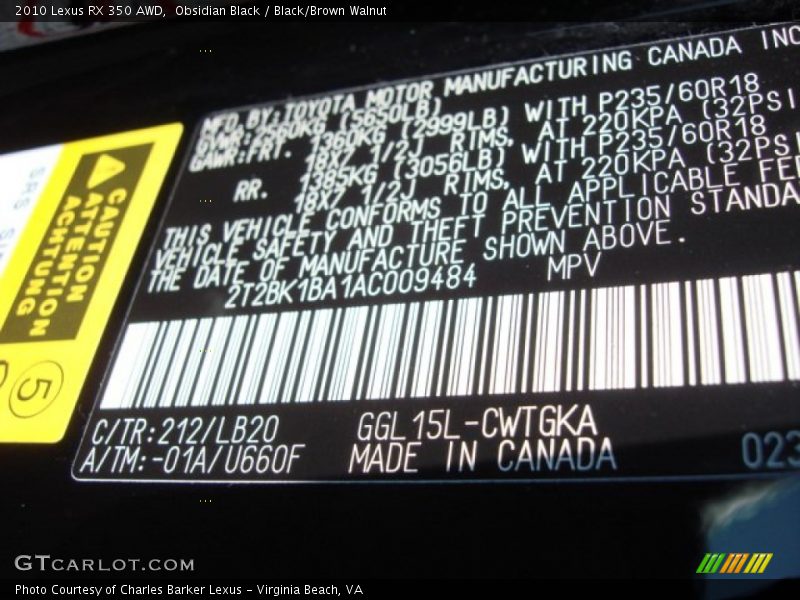 2010 Lexus RX 350 AWD, Obsidian Black / Black/Brown Walnut
MFD BY:TOYOTA MOTOR MANUFACTURING CANADA INC
GVWR:2560KG (5650LB)
GAWR:FRT. 1360KG (2999LB) WITH P235/60R18
18X7 1/2J RIMS, AT 220KPA (32PSI
RR. 1385KG (3056LB) WITH P235/60R18
18X7 1/2J RIMS, AT 220KPA (32PSI
THIS VEHICLE CONFORMS TO ALL APPLICABLE FE
VEHICLE SAFETY AND THEFT PREVENTION STANDA
THE DATE OF MANUFACTURE SHOWN ABOVE.
2T2BK1BA1AC009484 MPV
C/TR:212/LB20 GGL15L-CWTGKA
A/TM:-01A/U660F MADE IN CANADA
023
SRS
CAUTION
ATTENTION
ACHTUNG
5
GTCARLOT.COM
Photo Courtesy of Charles Barker Lexus - Virginia Beach, VA